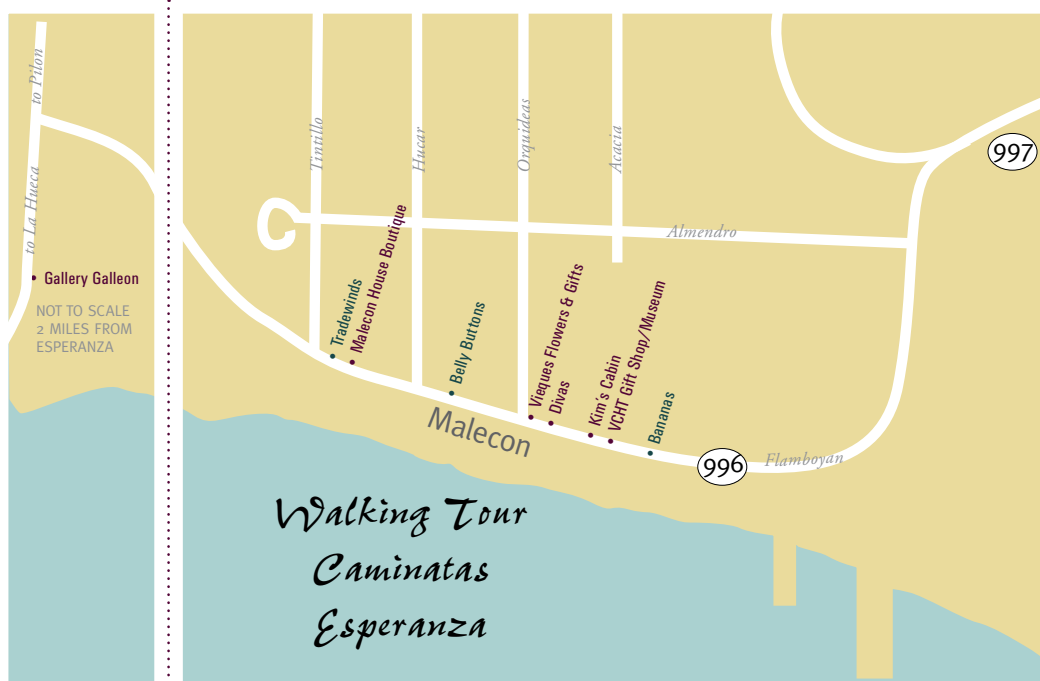 to Pilon
to La Hueca
Gallery Galleon
NOT TO SCALE
2 MILES FROM
ESPERANZA
Tintillo
Hucar
Orquideas
Acacia
Almendro
997
Tradewinds
Malecon House Boutique
Belly Buttons
Vieques Flowers & Gifts
Divas
Kim's Cabin
VCHT Gift Shop/Museum
Bananas
Malecon
996
Flamboyan
Walking Tour
Caminatas
Esperanza